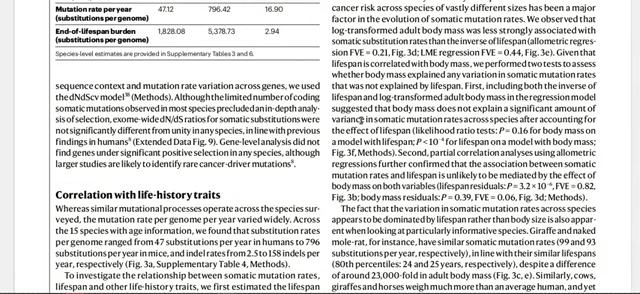 Mutation rate per year 47.12 796.42 16.90
(substitutions per genome)
End-of-lifespan burden 1,828.08 5,378.73 2.94
(substitutions per genome)
Species-level estimates are provided in Supplementary Tables 3 and 6.
sequence context and mutation rate variation across genes, we used
the dNdScv model¹⁸ (Methods). Although the limited number of coding
somatic mutations observed in most species precluded an in-depth analy-
sis of selection, exome-wide dN/dS ratios for somatic substitutions were
not significantly different from unity in any species, in line with previous
findings in humans⁵ (Extended Data Fig. 9). Gene-level analysis did not
find genes under significant positive selection in any species, although
larger studies are likely to identify rare cancer-driver mutations⁵.
Correlation with life-history traits
Whereas similar mutational processes operate across the species sur-
veyed, the mutation rate per genome per year varied widely. Across
the 15 species with age information, we found that substitution rates
per genome ranged from 47 substitutions per year in humans to 796
substitutions per year in mice, and indel rates from 2.5 to 158 indels per
year, respectively (Fig. 3a, Supplementary Table 4, Methods).
To investigate the relationship between somatic mutation rates,
lifespan and other life-history traits, we first estimated the lifespan
cancer risk across species of vastly different sizes has been a major
factor in the evolution of somatic mutation rates. We observed that
log-transformed adult body mass was less strongly associated with
somatic substitution rates than the inverse of lifespan (allometric regres-
sion FVE = 0.21, Fig. 3d; LME regression FVE = 0.44, Fig. 3e). Given that
lifespan is correlated with body mass, we performed two tests to assess
whether body mass explained any variation in somatic mutation rates
that was not explained by lifespan. First, including both the inverse of
lifespan and log-transformed adult body mass in the regression model
suggested that body mass does not explain a significant amount of
variance in somatic mutation rates across species after accounting for
the effect of lifespan (likelihood ratio tests: P = 0.16 for body mass on
a model with lifespan; P < 10⁻⁴ for lifespan on a model with body mass;
Fig. 3f, Methods). Second, partial correlation analyses using allometric
regressions further confirmed that the association between somatic
mutation rates and lifespan is unlikely to be mediated by the effect of
body mass on both variables (lifespan residuals: P = 3.2 × 10⁻⁶, FVE = 0.82,
Fig. 3b; body mass residuals: P = 0.39, FVE = 0.06, Fig. 3d; Methods).
The fact that the variation in somatic mutation rates across species
appears to be dominated by lifespan rather than body size is also appar-
ent when looking at particularly informative species. Giraffe and naked
mole-rat, for instance, have similar somatic mutation rates (99 and 93
substitutions per year, respectively), in line with their similar lifespans
(80th percentiles: 24 and 25 years, respectively), despite a difference
of around 23,000-fold in adult body mass (Fig. 3c, e). Similarly, cows,
giraffes and horses weigh much more than an average human, and yet